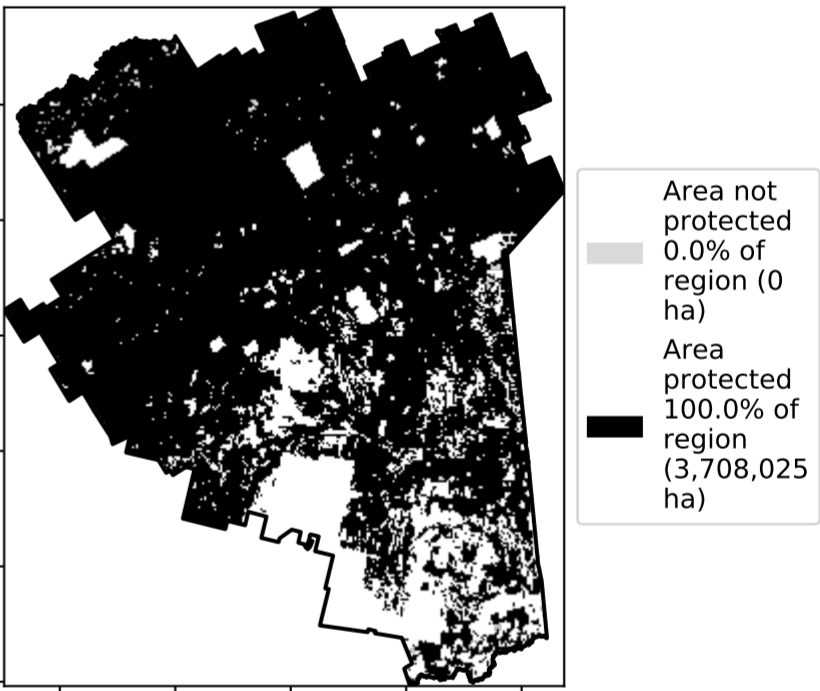 Area not
protected
0.0% of
region (0
ha)
Area
protected
100.0% of
region
(3,708,025
ha)